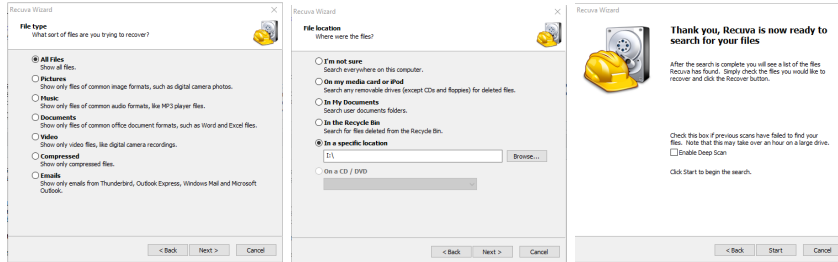 Recuva Wizard
File type
What sort of files are you trying to recover?
All Files
Show all files.
Pictures
Show only files of common image formats, such as digital camera photos.
Music
Show only files of common audio formats, like MP3 player files.
Documents
Show only files of common office document formats, such as Word and Excel files.
Video
Show only video files, like digital camera recordings.
Compressed
Show only compressed files.
Emails
Show only emails from Thunderbird, Outlook Express, Windows Mail and Microsoft
Outlook.
< Back Next > Cancel
Recuva Wizard
File location
Where were the files?
I'm not sure
Search everywhere on this computer.
On my media card or iPod
Search any removable drives (except CDs and floppies) for deleted files.
In My Documents
Search user documents folders.
In the Recycle Bin
Search for files deleted from the Recycle Bin.
In a specific location
I:\ Browse...
On a CD / DVD
< Back Next > Cancel
Recuva Wizard
Thank you, Recuva is now ready to
search for your files
After the search is complete you will see a list of the files
Recuva has found. Simply check the files you would like to
recover and click the Recover button.
Check this box if previous scans have failed to find your
files. Note that this may take over an hour on a large drive.
Enable Deep Scan
Click Start to begin the search.
< Back Start Cancel